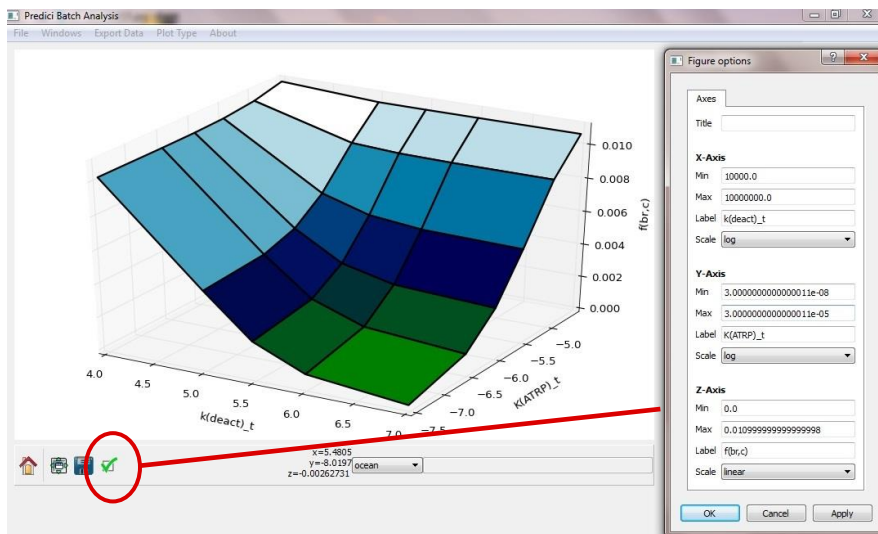 Predici Batch Analysis
File Windows Export Data Plot Type About
0.010
0.008
0.006
0.004
0.002
0.000
f(br,c)
4.0
4.5
5.0
5.5
6.0
6.5
7.0
k(deact)_t
−7.5
−7.0
−6.5
−6.0
−5.5
−5.0
K(ATRP)_t
x=5.4805
y=-8.0197
z=-0.00262731
ocean
Figure options
Axes
Title
X-Axis
Min 10000.0
Max 10000000.0
Label k(deact)_t
Scale log
Y-Axis
Min 3.0000000000000011e-08
Max 3.0000000000000011e-05
Label K(ATRP)_t
Scale log
Z-Axis
Min 0.0
Max 0.010999999999999998
Label f(br,c)
Scale linear
OK Cancel Apply